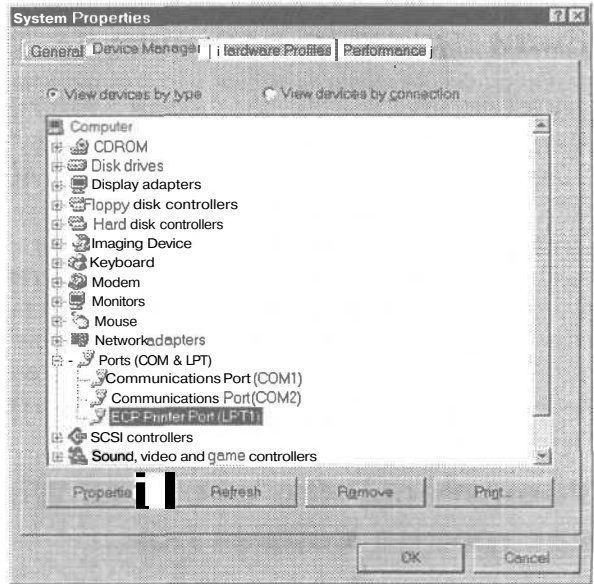 System Properties
General Device Manager Hardware Profiles Performance
View devices by type View devices by connection
Computer
CDROM
Disk drives
Display adapters
Floppy disk controllers
Hard disk controllers
Imaging Device
Keyboard
Modem
Monitors
Mouse
Network adapters
Ports (COM & LPT)
Communications Port (COM1)
Communications Port (COM2)
ECP Printer Port (LPT1)
SCSI controllers
Sound, video and game controllers
Propertie Refresh Remove Print...
OK Cancel